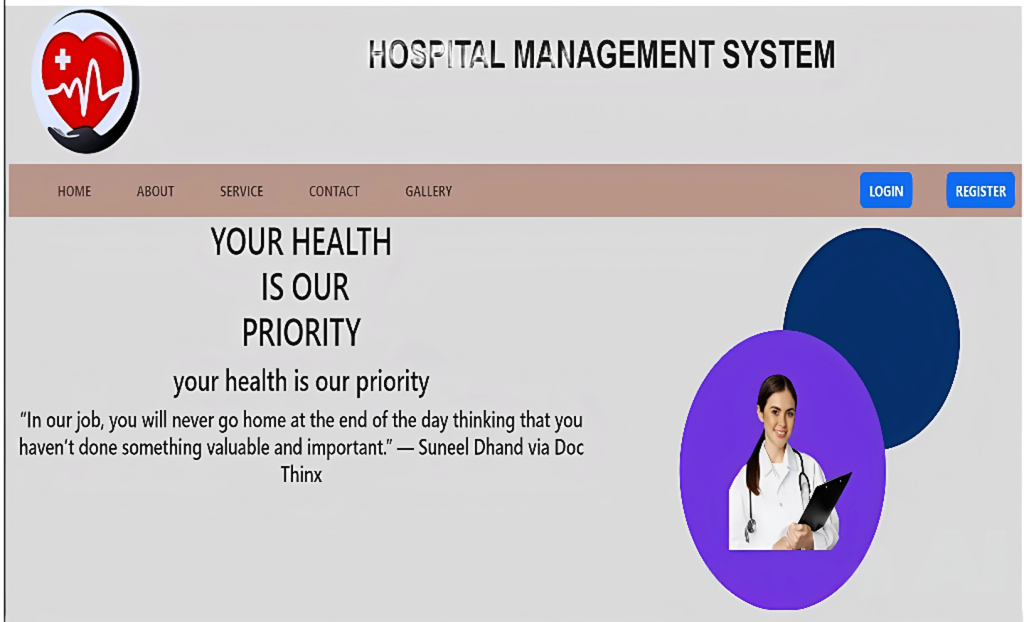 HOSPITAL MANAGEMENT SYSTEM
HOME ABOUT SERVICE CONTACT GALLERY LOGIN REGISTER
YOUR HEALTH
IS OUR
PRIORITY
your health is our priority
“In our job, you will never go home at the end of the day thinking that you
haven’t done something valuable and important.” — Suneel Dhand via Doc
Thinx